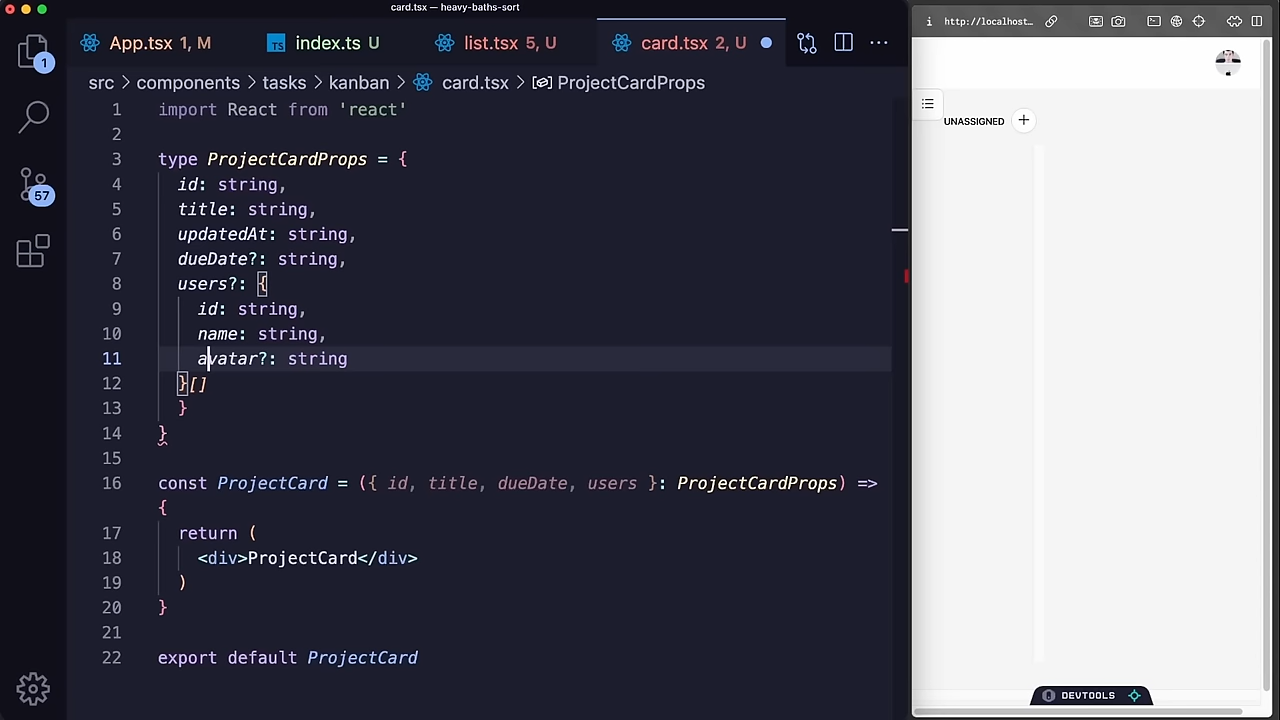 card.tsx — heavy-baths-sort
App.tsx 1, M
TS index.ts U
list.tsx 5, U
card.tsx 2, U
src > components > tasks > kanban > card.tsx > ProjectCardProps
1 import React from 'react'
2
3 type ProjectCardProps = {
4 id: string,
5 title: string,
6 updatedAt: string,
7 dueDate?: string,
8 users?: {
9 id: string,
10 name: string,
11 avatar?: string
12 }[]
13 }
14 }
15
16 const ProjectCard = ({ id, title, dueDate, users }: ProjectCardProps) =>
{
17 return (
18 <div>ProjectCard</div>
19 )
20 }
21
22 export default ProjectCard
1
57
http://localhost…
UNASSIGNED
DEVTOOLS